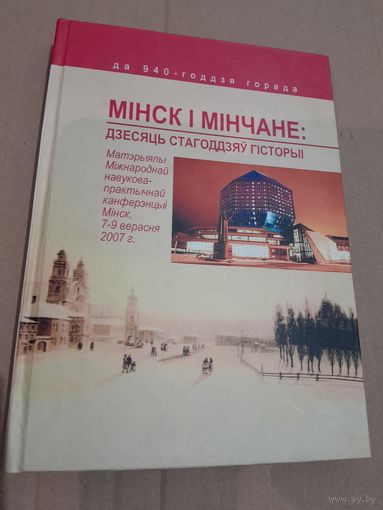 да 940-годдзя горада
МІНСК І МІНЧАНЕ:
ДЗЕСЯЦЬ СТАГОДДЗЯЎ ГІСТОРЫІ
Матэрыялы
Міжнароднай
навукова-
практычнай
канферэнцыі
Мінск,
7-9 верасня
2007 г.
www.ay.by